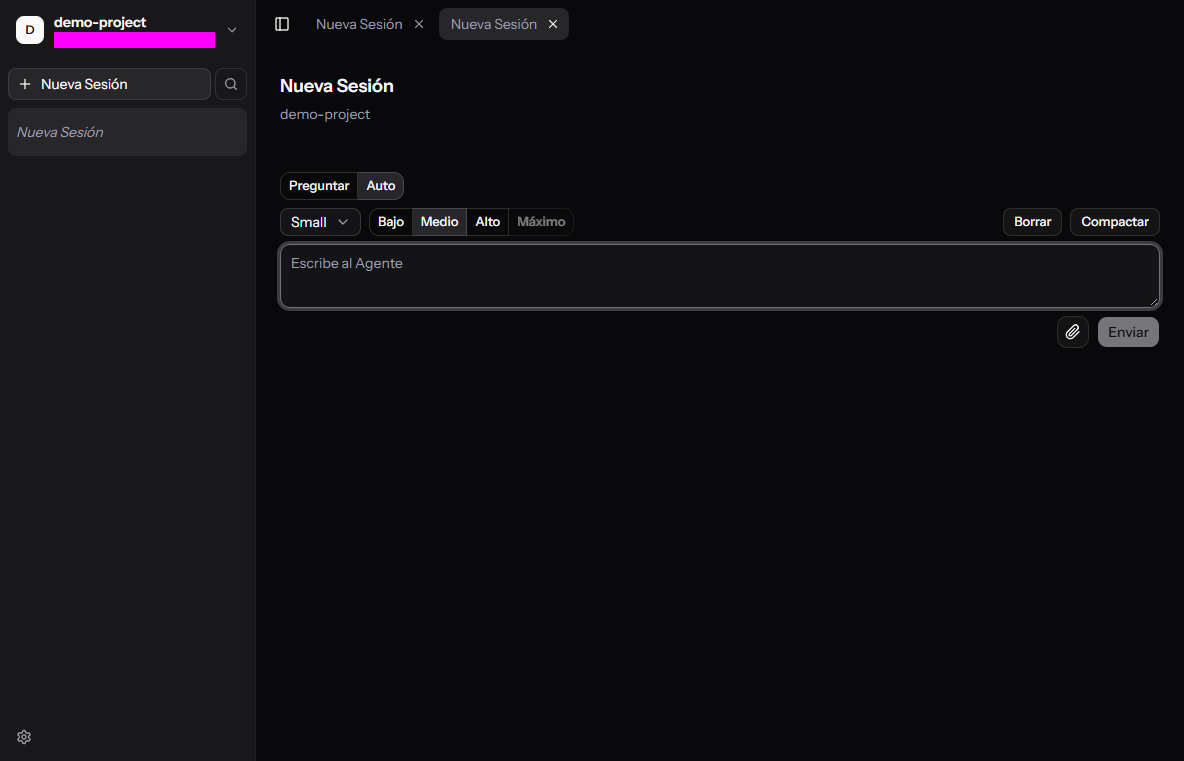 D
demo-project
Nueva Sesión
Nueva Sesión
Nueva Sesión
Nueva Sesión
Nueva Sesión
demo-project
Preguntar Auto
Small Bajo Medio Alto Máximo Borrar Compactar
Escribe al Agente
Enviar